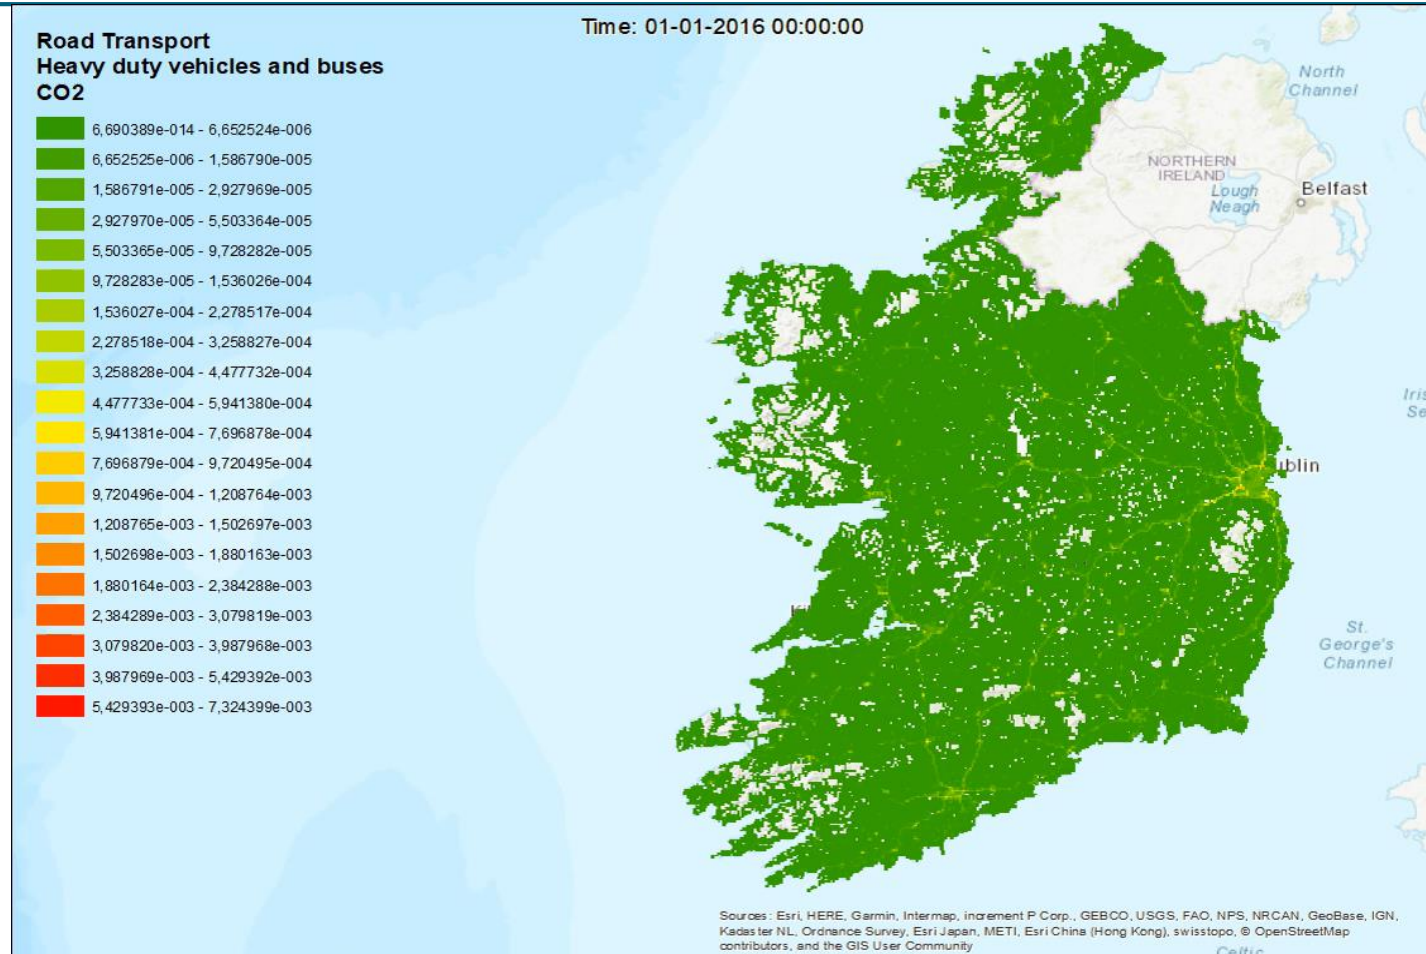 Time: 01-01-2016 00:00:00
Road Transport
Heavy duty vehicles and buses
CO2
6,690389e-014 - 6,652524e-006
6,652525e-006 - 1,586790e-005
1,586791e-005 - 2,927969e-005
2,927970e-005 - 5,503364e-005
5,503365e-005 - 9,728282e-005
9,728283e-005 - 1,536026e-004
1,536027e-004 - 2,278517e-004
2,278518e-004 - 3,258827e-004
3,258828e-004 - 4,477732e-004
4,477733e-004 - 5,941380e-004
5,941381e-004 - 7,696878e-004
7,696879e-004 - 9,720495e-004
9,720496e-004 - 1,208764e-003
1,208765e-003 - 1,502697e-003
1,502698e-003 - 1,880163e-003
1,880164e-003 - 2,384288e-003
2,384289e-003 - 3,079819e-003
3,079820e-003 - 3,987968e-003
3,987969e-003 - 5,429392e-003
5,429393e-003 - 7,324399e-003
North
Channel
NORTHERN
IRELAND
Lough
Neagh
Belfast
Iris
Se
ublin
St.
George's
Channel
Sources: Esri, HERE, Garmin, Intermap, increment P Corp., GEBCO, USGS, FAO, NPS, NRCAN, GeoBase, IGN,
Kadaster NL, Ordnance Survey, Esri Japan, METI, Esri China (Hong Kong), swisstopo, © OpenStreetMap
contributors, and the GIS User Community
Celtic